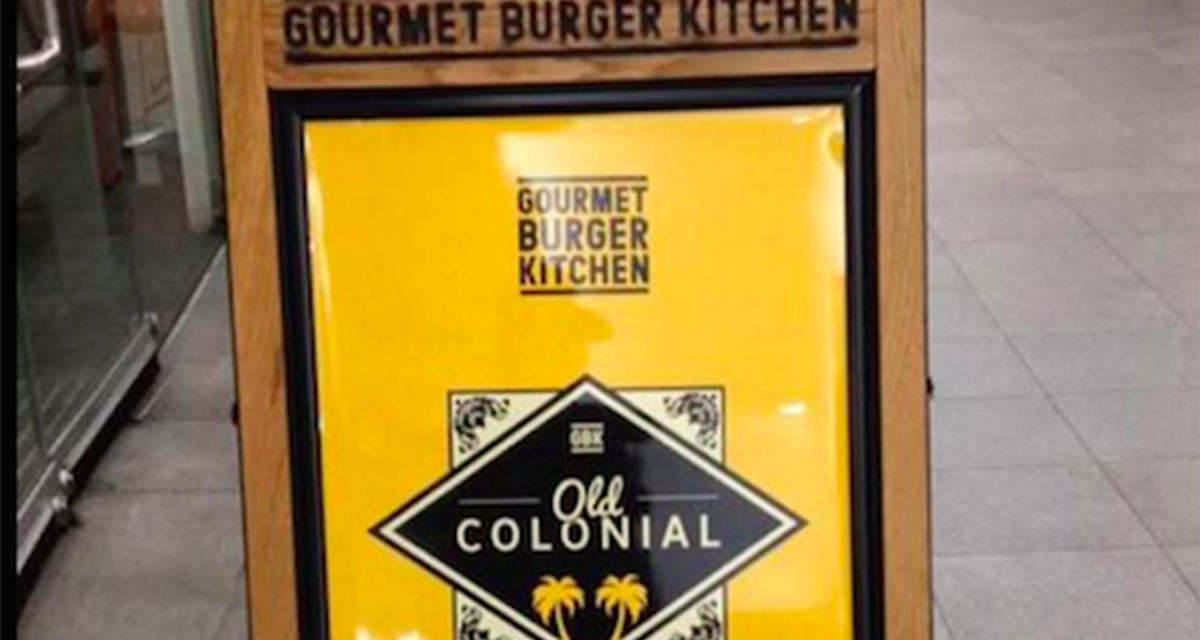 GOURMET BURGER KITCHEN
GOURMET
BURGER
KITCHEN
GBK
Old
COLONIAL